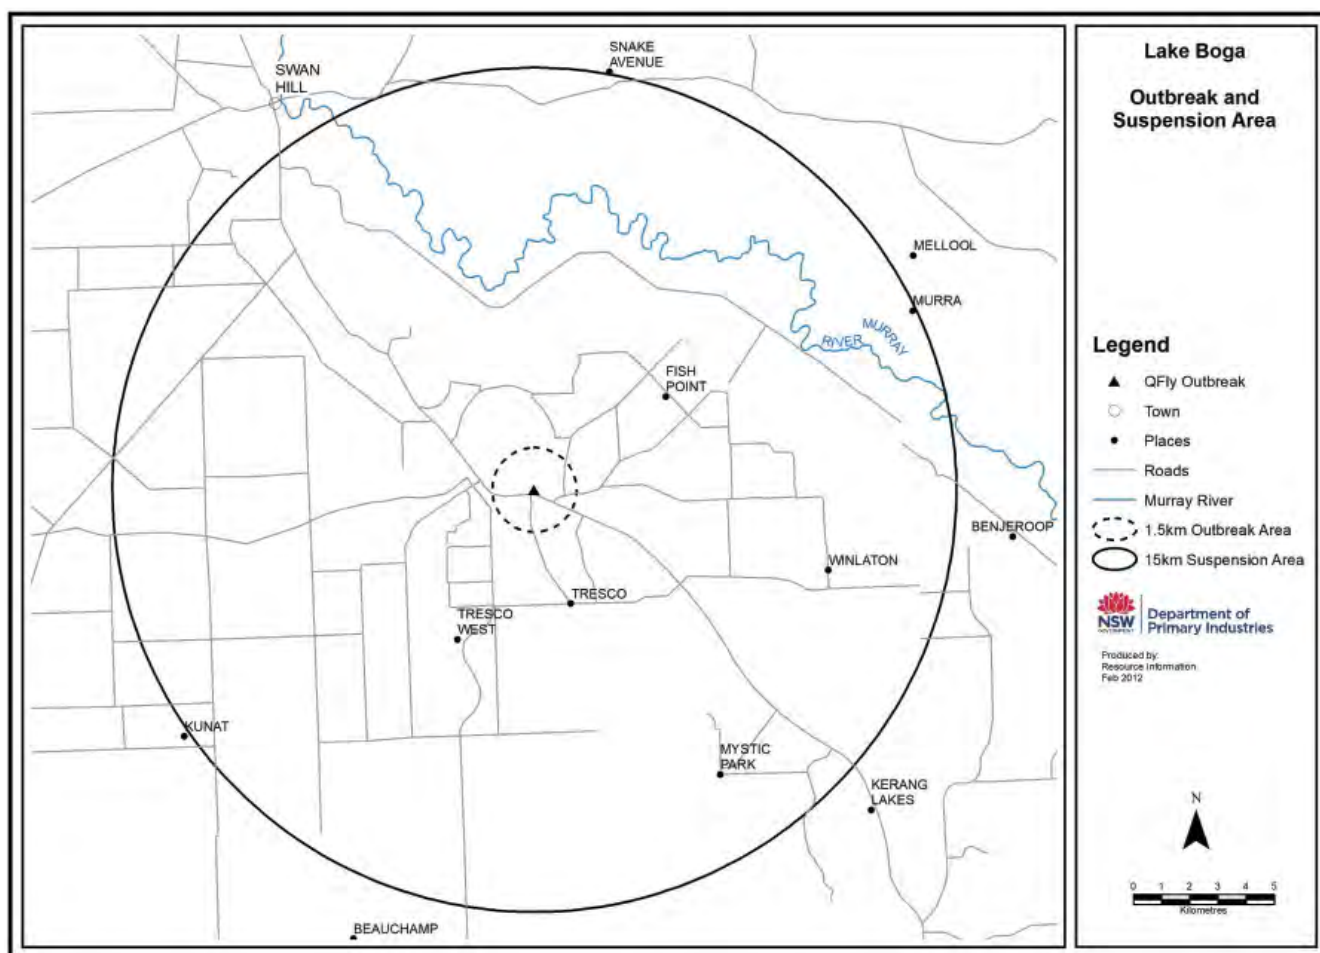 SNAKE
AVENUE
SWAN
HILL
MELLOOL
MURRA
MURRAY
RIVER
FISH
POINT
BENJEROOP
WINLATON
TRESCO
TRESCO
WEST
KUNAT
MYSTIC
PARK
KERANG
LAKES
BEAUCHAMP
Lake Boga
Outbreak and
Suspension Area
Legend
QFly Outbreak
Town
Places
Roads
Murray River
1.5km Outbreak Area
15km Suspension Area
NSW
GOVERNMENT
Department of
Primary Industries
Produced by:
Resource Information
Feb 2012
N
0 1 2 3 4 5
Kilometres